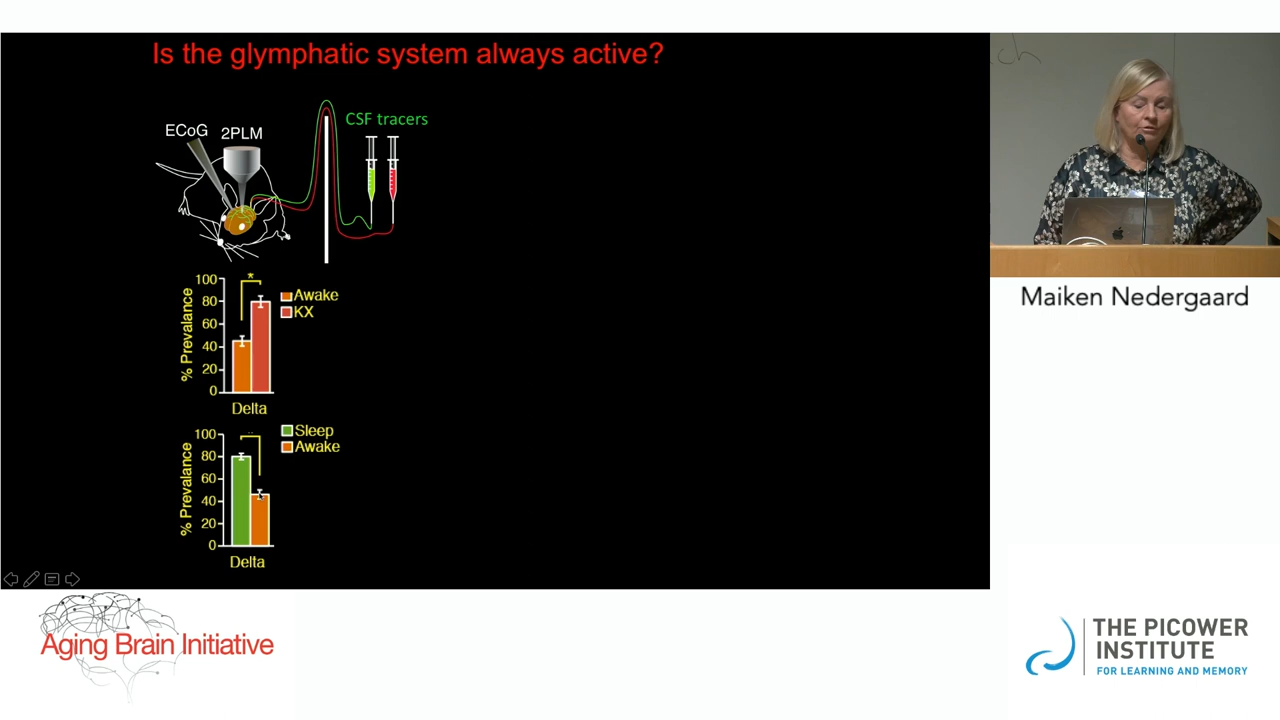 Is the glymphatic system always active?
ECoG
2PLM
CSF tracers
100
80
60
40
20
0
% Prevalance
*
Awake
KX
Delta
100
80
60
40
20
0
% Prevalance
Sleep
Awake
Delta
Maiken Nedergaard
Aging Brain Initiative
THE PICOWER
INSTITUTE
FOR LEARNING AND MEMORY